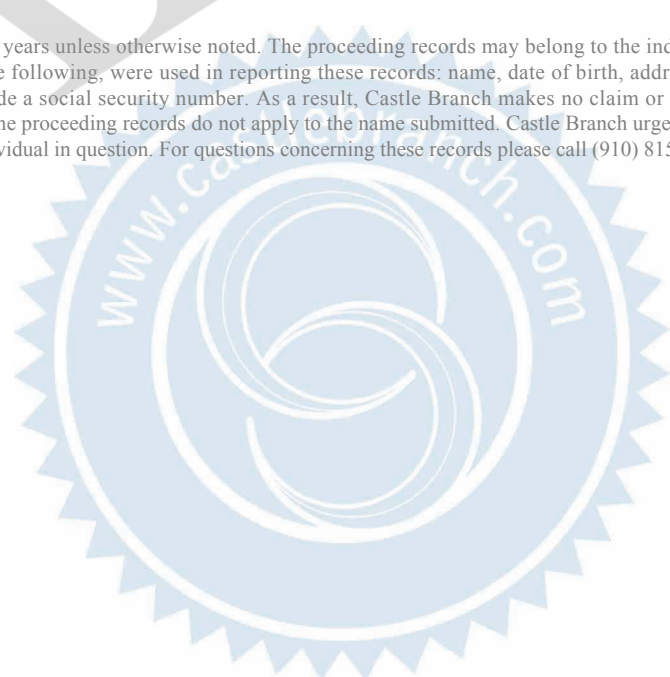 years unless otherwise noted. The proceeding records may belong to the ind
e following, were used in reporting these records: name, date of birth, addr
de a social security number. As a result, Castle Branch makes no claim or
he proceeding records do not apply to the name submitted. Castle Branch urge
vidual in question. For questions concerning these records please call (910) 815
www.castlebranch.com